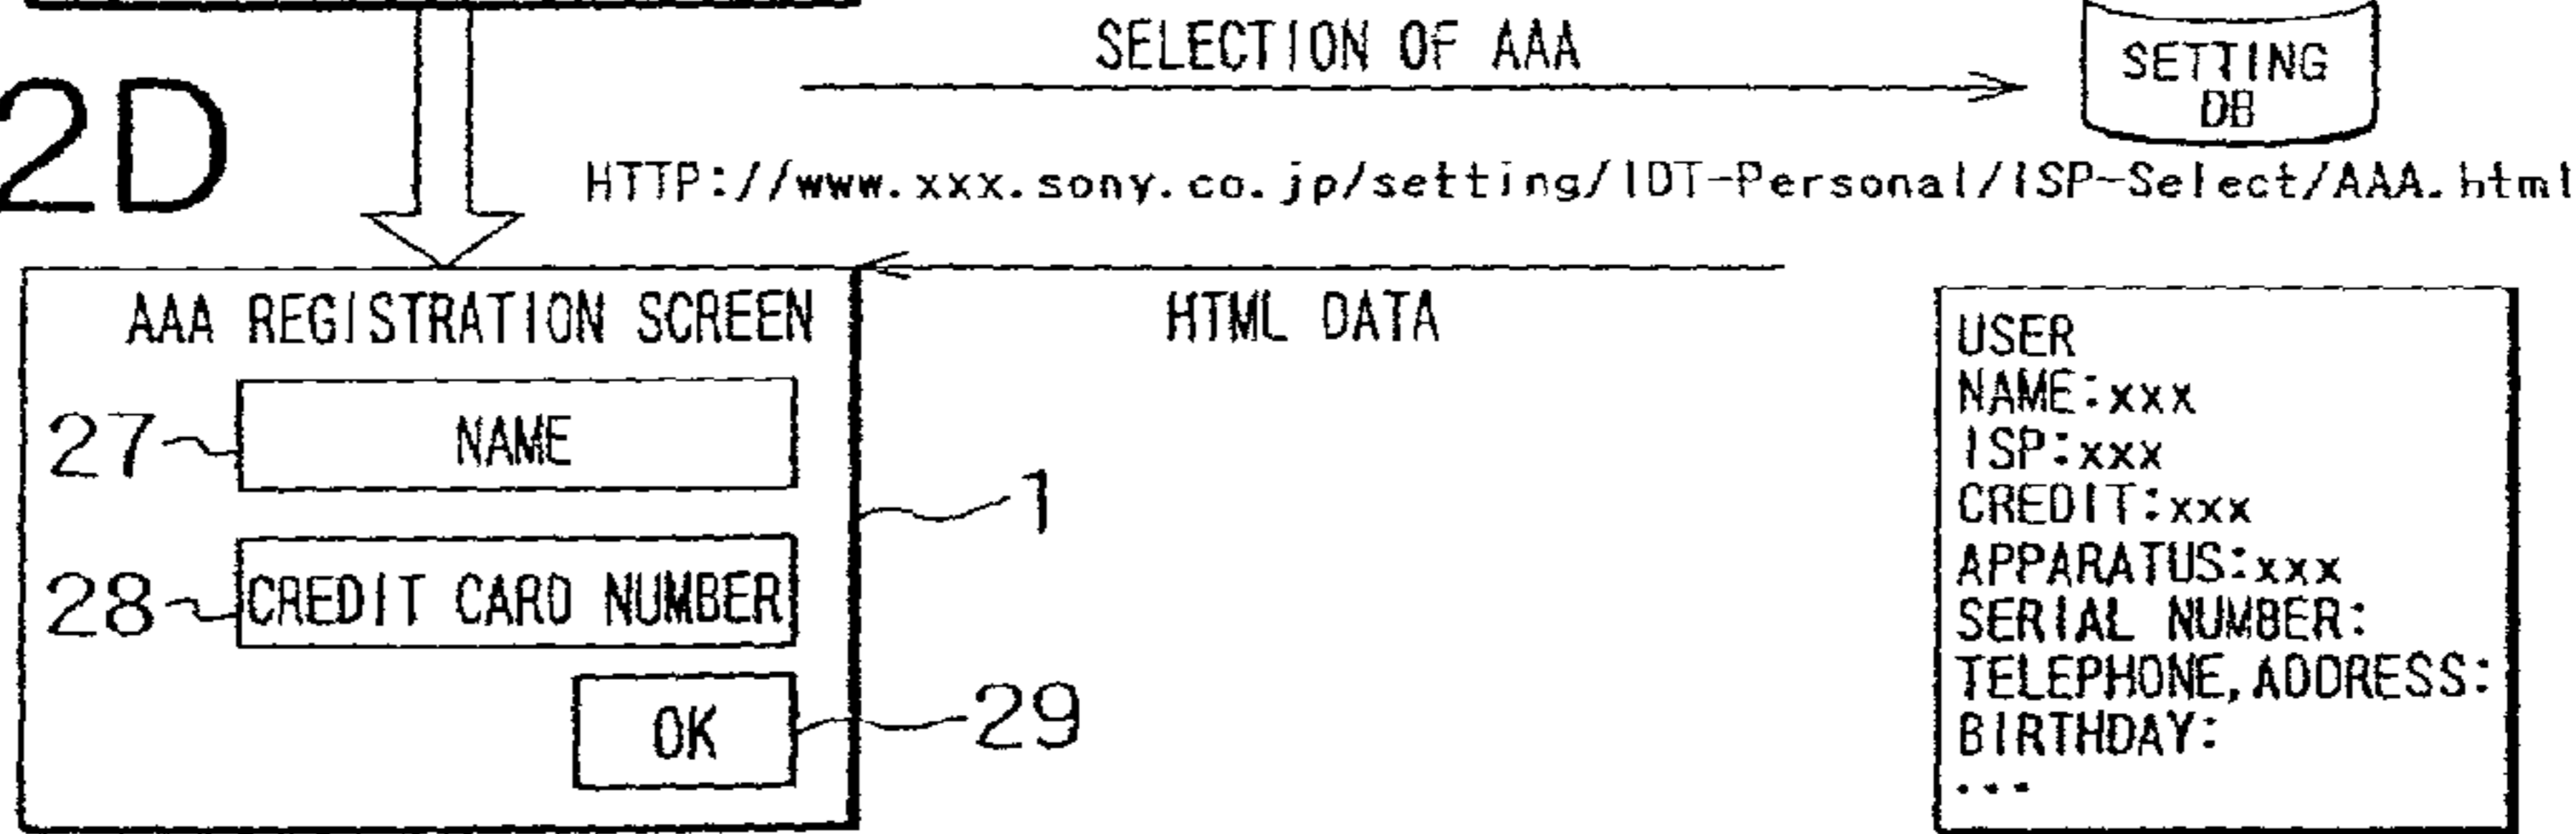 SELECTION OF AAA
SETTING
DB
2D
HTTP://www.xxx.sony.co.jp/setting/IDT-Personal/ISP-Select/AAA.html
AAA REGISTRATION SCREEN
HTML DATA
27
NAME
1
28
CREDIT CARD NUMBER
OK
29
USER
NAME:xxx
ISP:xxx
CREDIT:xxx
APPARATUS:xxx
SERIAL NUMBER:
TELEPHONE,ADDRESS:
BIRTHDAY:
...